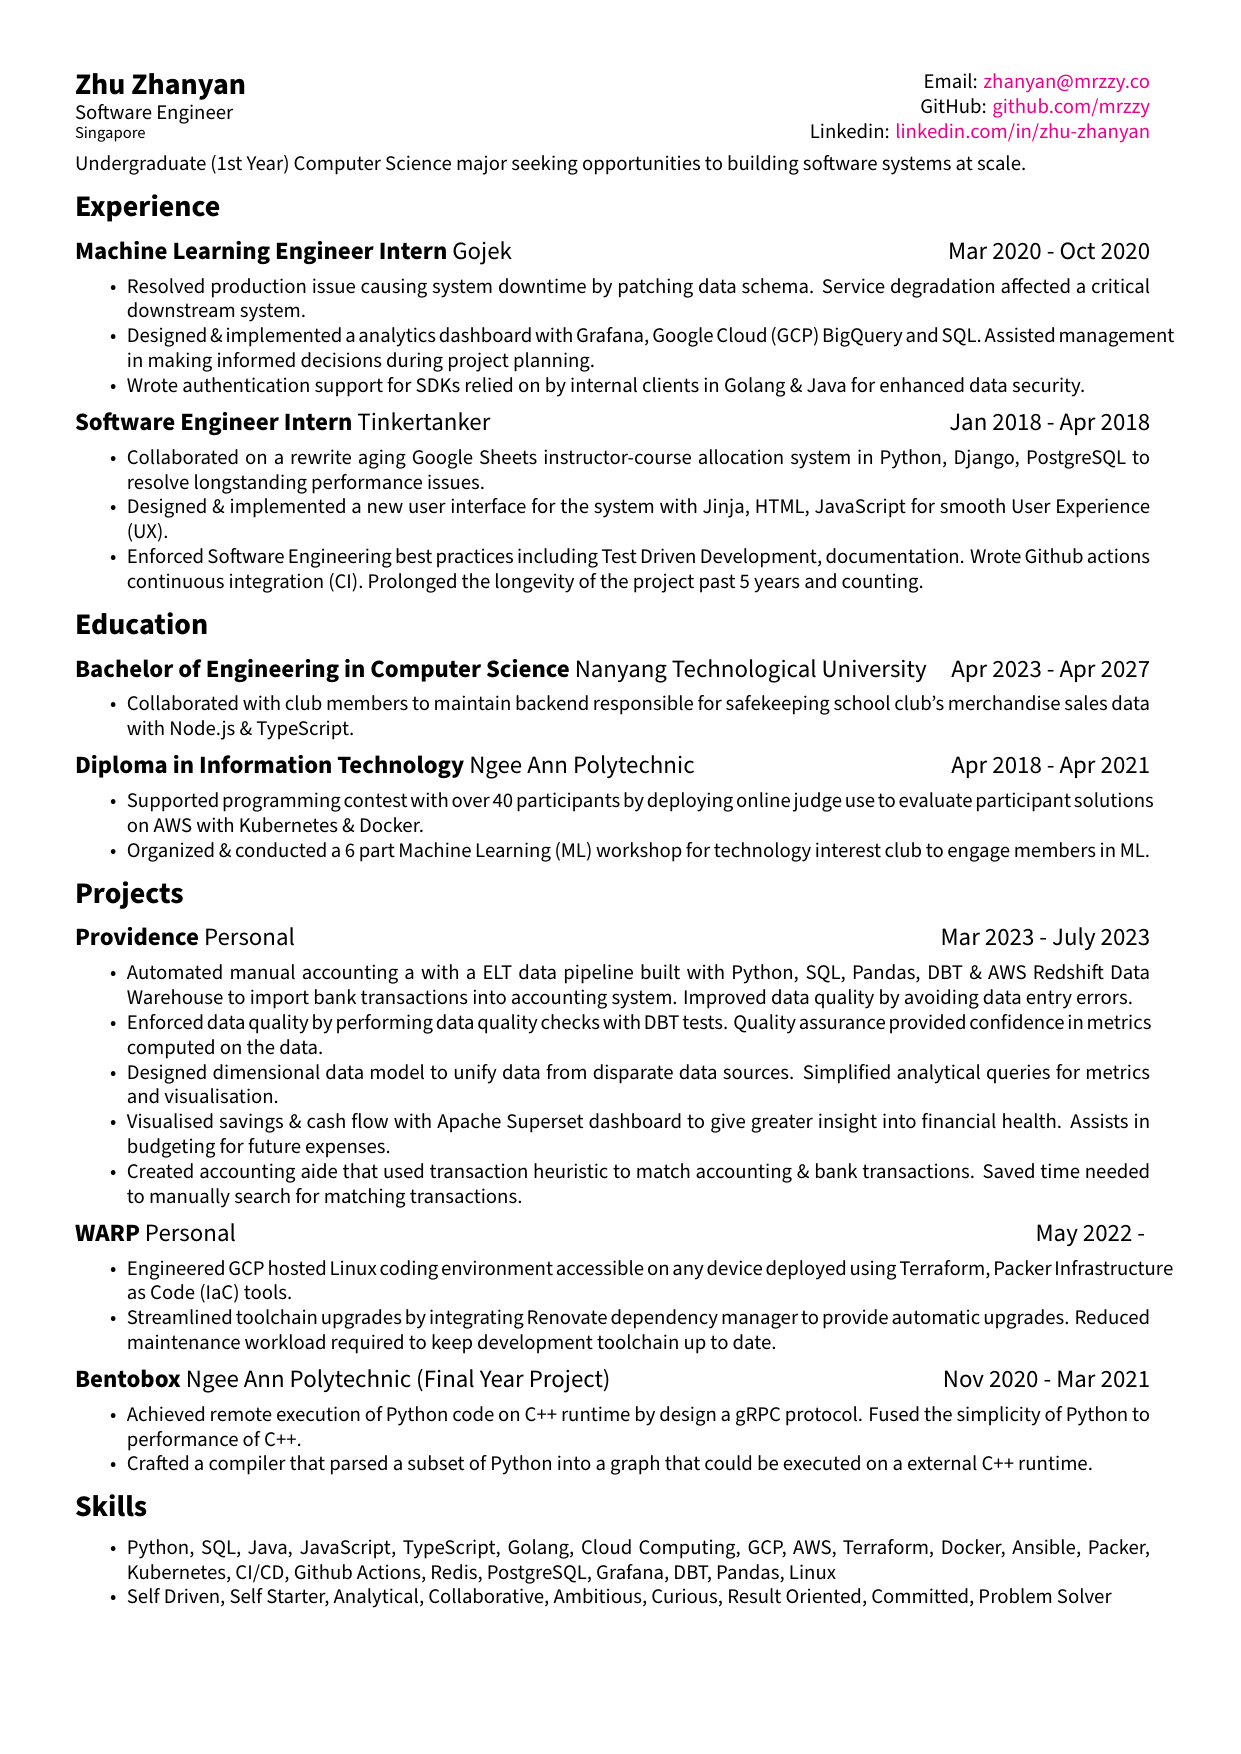 Zhu Zhanyan
Software Engineer
Singapore
Email: zhanyan@mrzzy.co
GitHub: github.com/mrzzy
Linkedin: linkedin.com/in/zhu-zhanyan
Undergraduate (1st Year) Computer Science major seeking opportunities to building software systems at scale.
Experience
Machine Learning Engineer Intern Gojek Mar 2020 - Oct 2020
• Resolved production issue causing system downtime by patching data schema. Service degradation affected a critical
downstream system.
• Designed & implemented a analytics dashboard with Grafana, Google Cloud (GCP) BigQuery and SQL. Assisted management
in making informed decisions during project planning.
• Wrote authentication support for SDKs relied on by internal clients in Golang & Java for enhanced data security.
Software Engineer Intern Tinkertanker Jan 2018 - Apr 2018
• Collaborated on a rewrite aging Google Sheets instructor-course allocation system in Python, Django, PostgreSQL to
resolve longstanding performance issues.
• Designed & implemented a new user interface for the system with Jinja, HTML, JavaScript for smooth User Experience
(UX).
• Enforced Software Engineering best practices including Test Driven Development, documentation. Wrote Github actions
continuous integration (CI). Prolonged the longevity of the project past 5 years and counting.
Education
Bachelor of Engineering in Computer Science Nanyang Technological University Apr 2023 - Apr 2027
• Collaborated with club members to maintain backend responsible for safekeeping school club's merchandise sales data
with Node.js & TypeScript.
Diploma in Information Technology Ngee Ann Polytechnic Apr 2018 - Apr 2021
• Supported programming contest with over 40 participants by deploying online judge use to evaluate participant solutions
on AWS with Kubernetes & Docker.
• Organized & conducted a 6 part Machine Learning (ML) workshop for technology interest club to engage members in ML.
Projects
Providence Personal Mar 2023 - July 2023
• Automated manual accounting a with a ELT data pipeline built with Python, SQL, Pandas, DBT & AWS Redshift Data
Warehouse to import bank transactions into accounting system. Improved data quality by avoiding data entry errors.
• Enforced data quality by performing data quality checks with DBT tests. Quality assurance provided confidence in metrics
computed on the data.
• Designed dimensional data model to unify data from disparate data sources. Simplified analytical queries for metrics
and visualisation.
• Visualised savings & cash flow with Apache Superset dashboard to give greater insight into financial health. Assists in
budgeting for future expenses.
• Created accounting aide that used transaction heuristic to match accounting & bank transactions. Saved time needed
to manually search for matching transactions.
WARP Personal May 2022 -
• Engineered GCP hosted Linux coding environment accessible on any device deployed using Terraform, Packer Infrastructure
as Code (IaC) tools.
• Streamlined toolchain upgrades by integrating Renovate dependency manager to provide automatic upgrades. Reduced
maintenance workload required to keep development toolchain up to date.
Bentobox Ngee Ann Polytechnic (Final Year Project) Nov 2020 - Mar 2021
• Achieved remote execution of Python code on C++ runtime by design a gRPC protocol. Fused the simplicity of Python to
performance of C++.
• Crafted a compiler that parsed a subset of Python into a graph that could be executed on a external C++ runtime.
Skills
• Python, SQL, Java, JavaScript, TypeScript, Golang, Cloud Computing, GCP, AWS, Terraform, Docker, Ansible, Packer,
Kubernetes, CI/CD, Github Actions, Redis, PostgreSQL, Grafana, DBT, Pandas, Linux
• Self Driven, Self Starter, Analytical, Collaborative, Ambitious, Curious, Result Oriented, Committed, Problem Solver